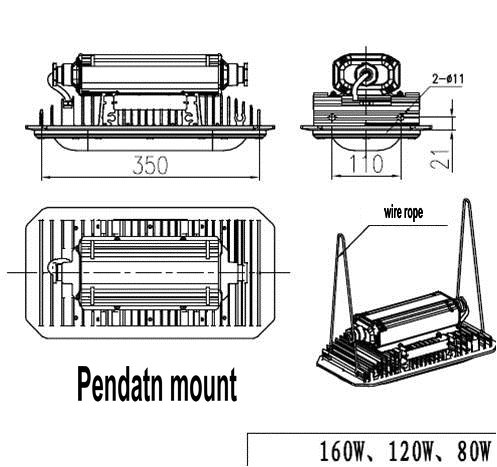 2-ø11
350
110
21
wire rope
Pendatn mount
160W、120W、80W